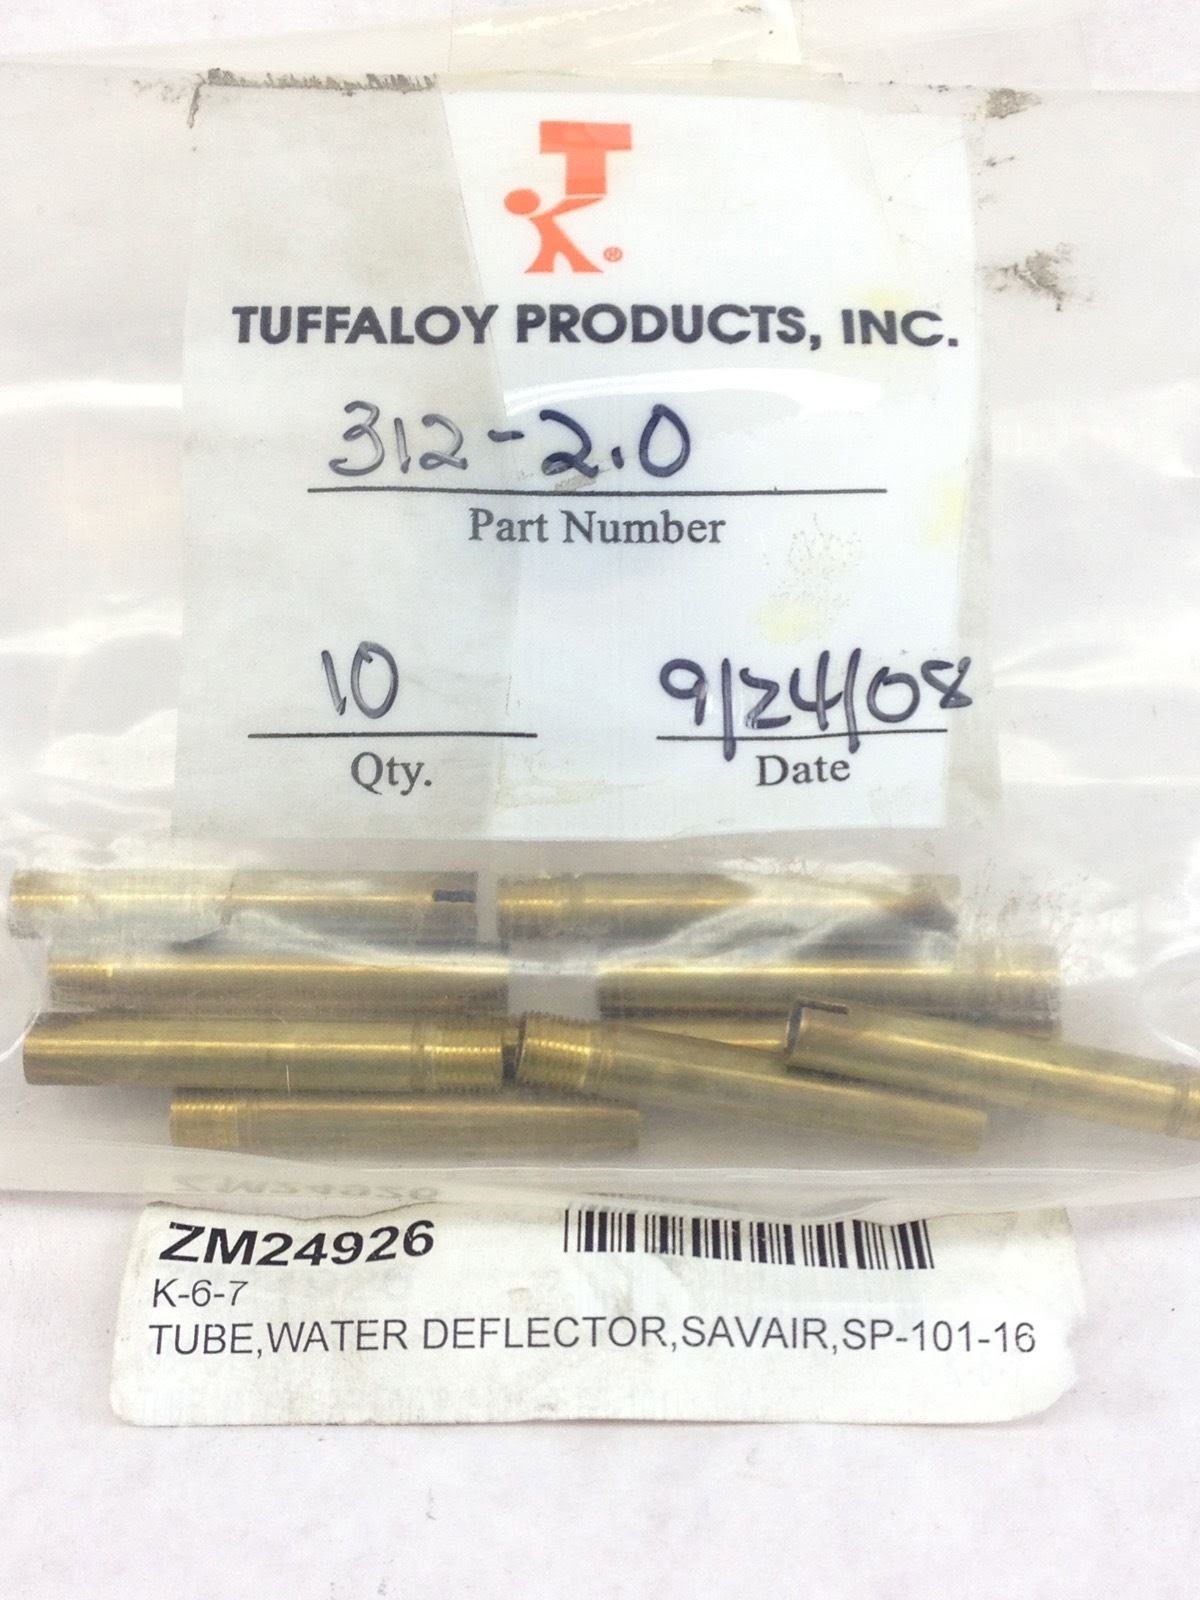 TK®
TUFFALOY PRODUCTS, INC.
312-2.0
Part Number
10
Qty.
9/24/08
Date
ZM24926
K-6-7
TUBE,WATER DEFLECTOR,SAVAIR,SP-101-16